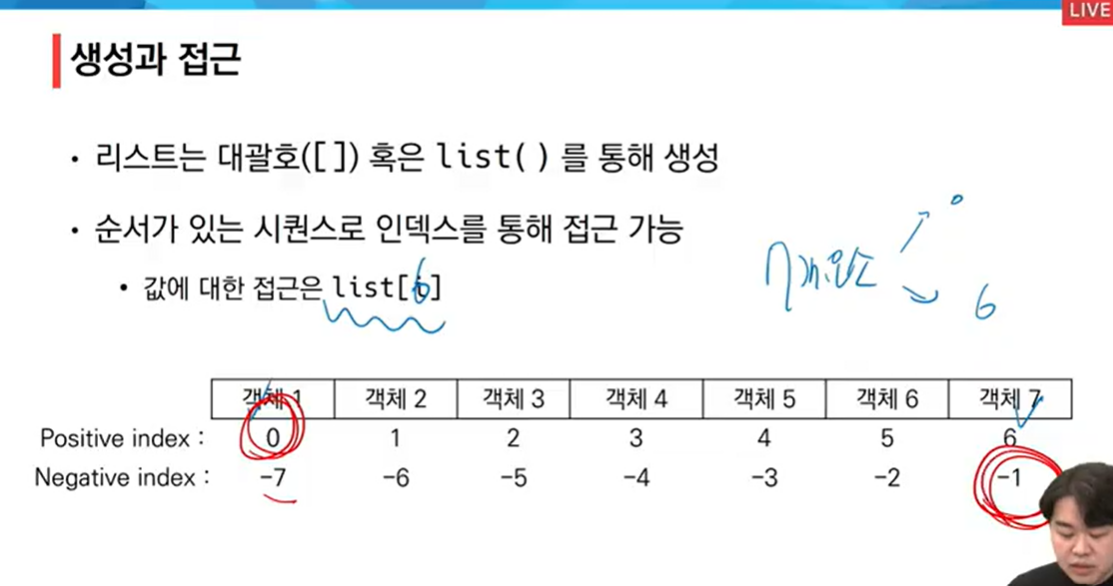 LIVE
생성과 접근
• 리스트는 대괄호([]) 혹은 list() 를 통해 생성
• 순서가 있는 시퀀스로 인덱스를 통해 접근 가능
• 값에 대한 접근은 list[i]
6
0
7개
6
객체 1 객체 2 객체 3 객체 4 객체 5 객체 6 객체 7
Positive index : 0 1 2 3 4 5 6
Negative index : -7 -6 -5 -4 -3 -2 -1